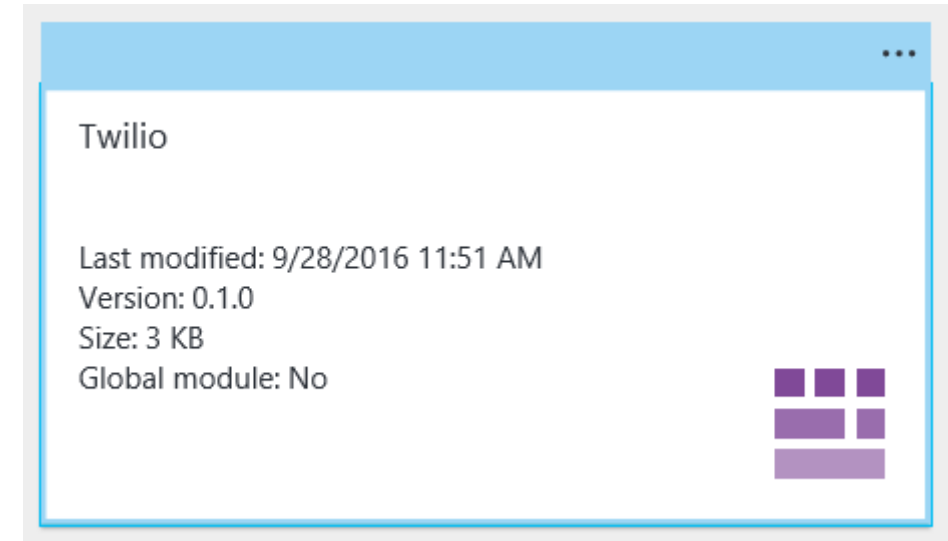 Twilio
Last modified: 9/28/2016 11:51 AM
Version: 0.1.0
Size: 3 KB
Global module: No